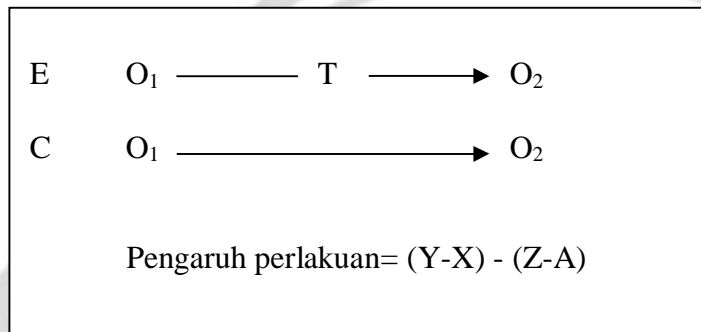 E O₁ T O₂
C O₁ O₂
Pengaruh perlakuan= (Y-X) - (Z-A)